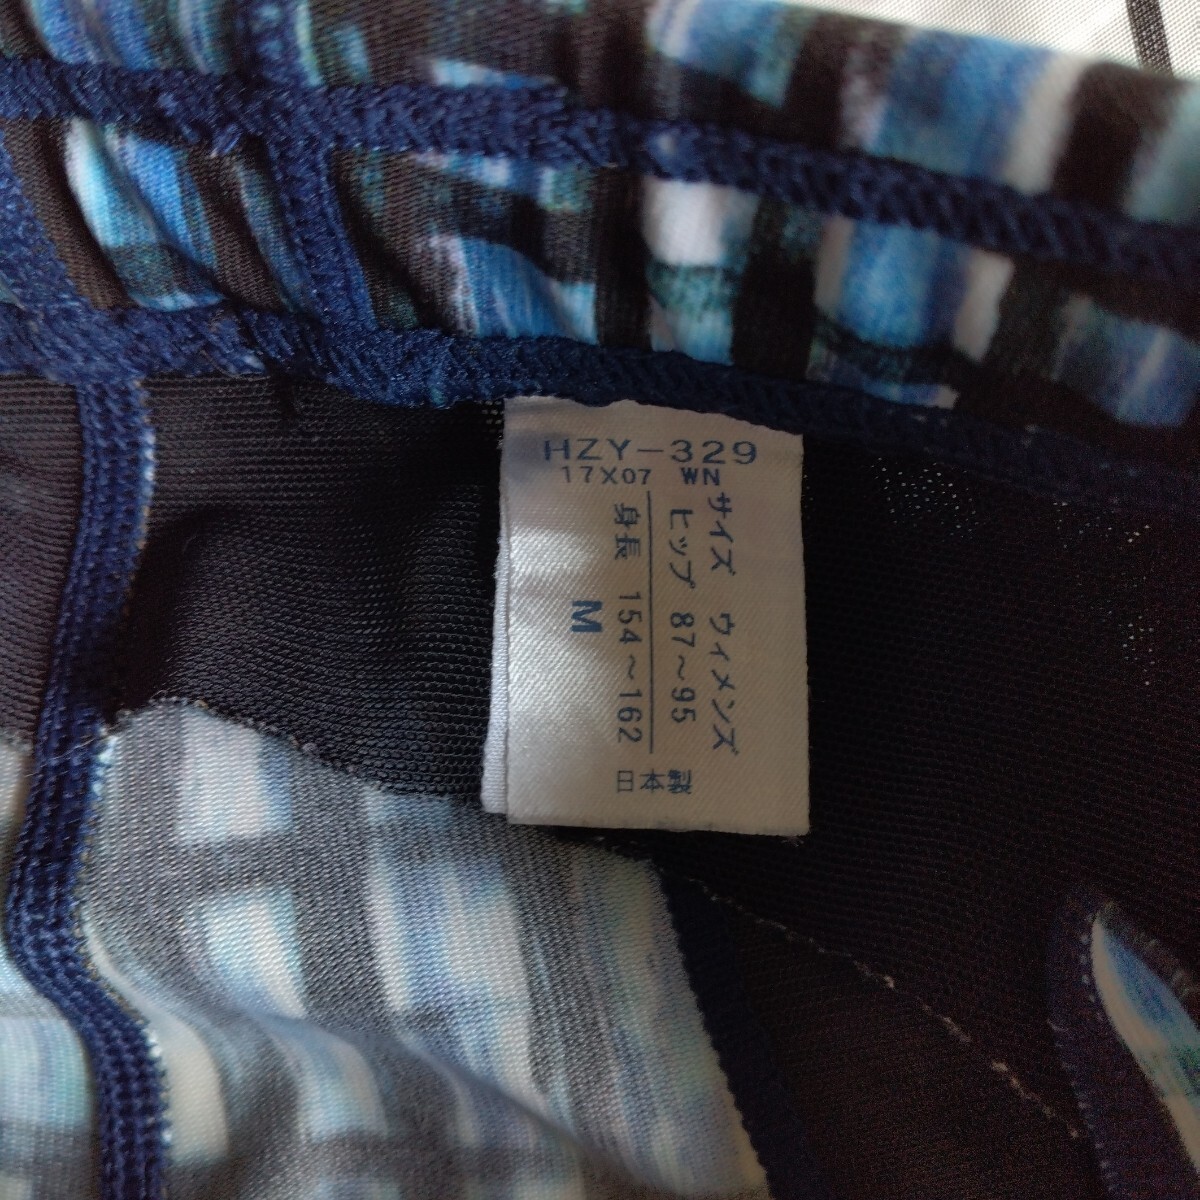 HZY-329
17X07 WN
サイズ ウィメンズ
ヒップ 87～95
身長 154～162
M
日本製